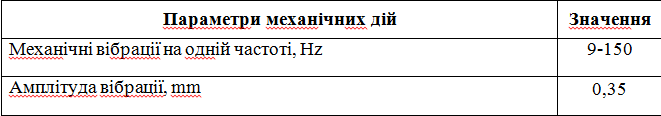 Параметри механічних дій Значення
Механічні вібрації на одній частоті, Hz 9-150
Амплітуда вібрації, mm 0,35